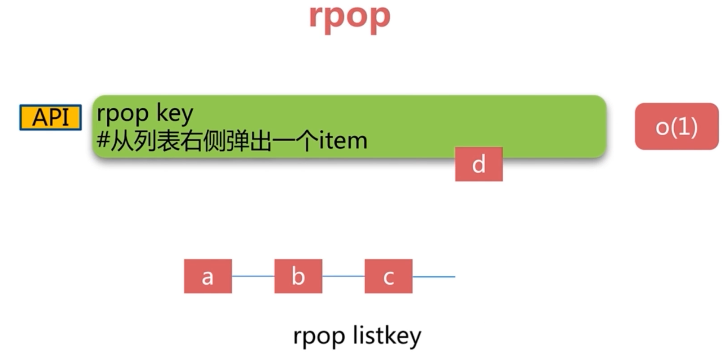 rpop
API
rpop key
#从列表右侧弹出一个item
o(1)
d
a b c
rpop listkey